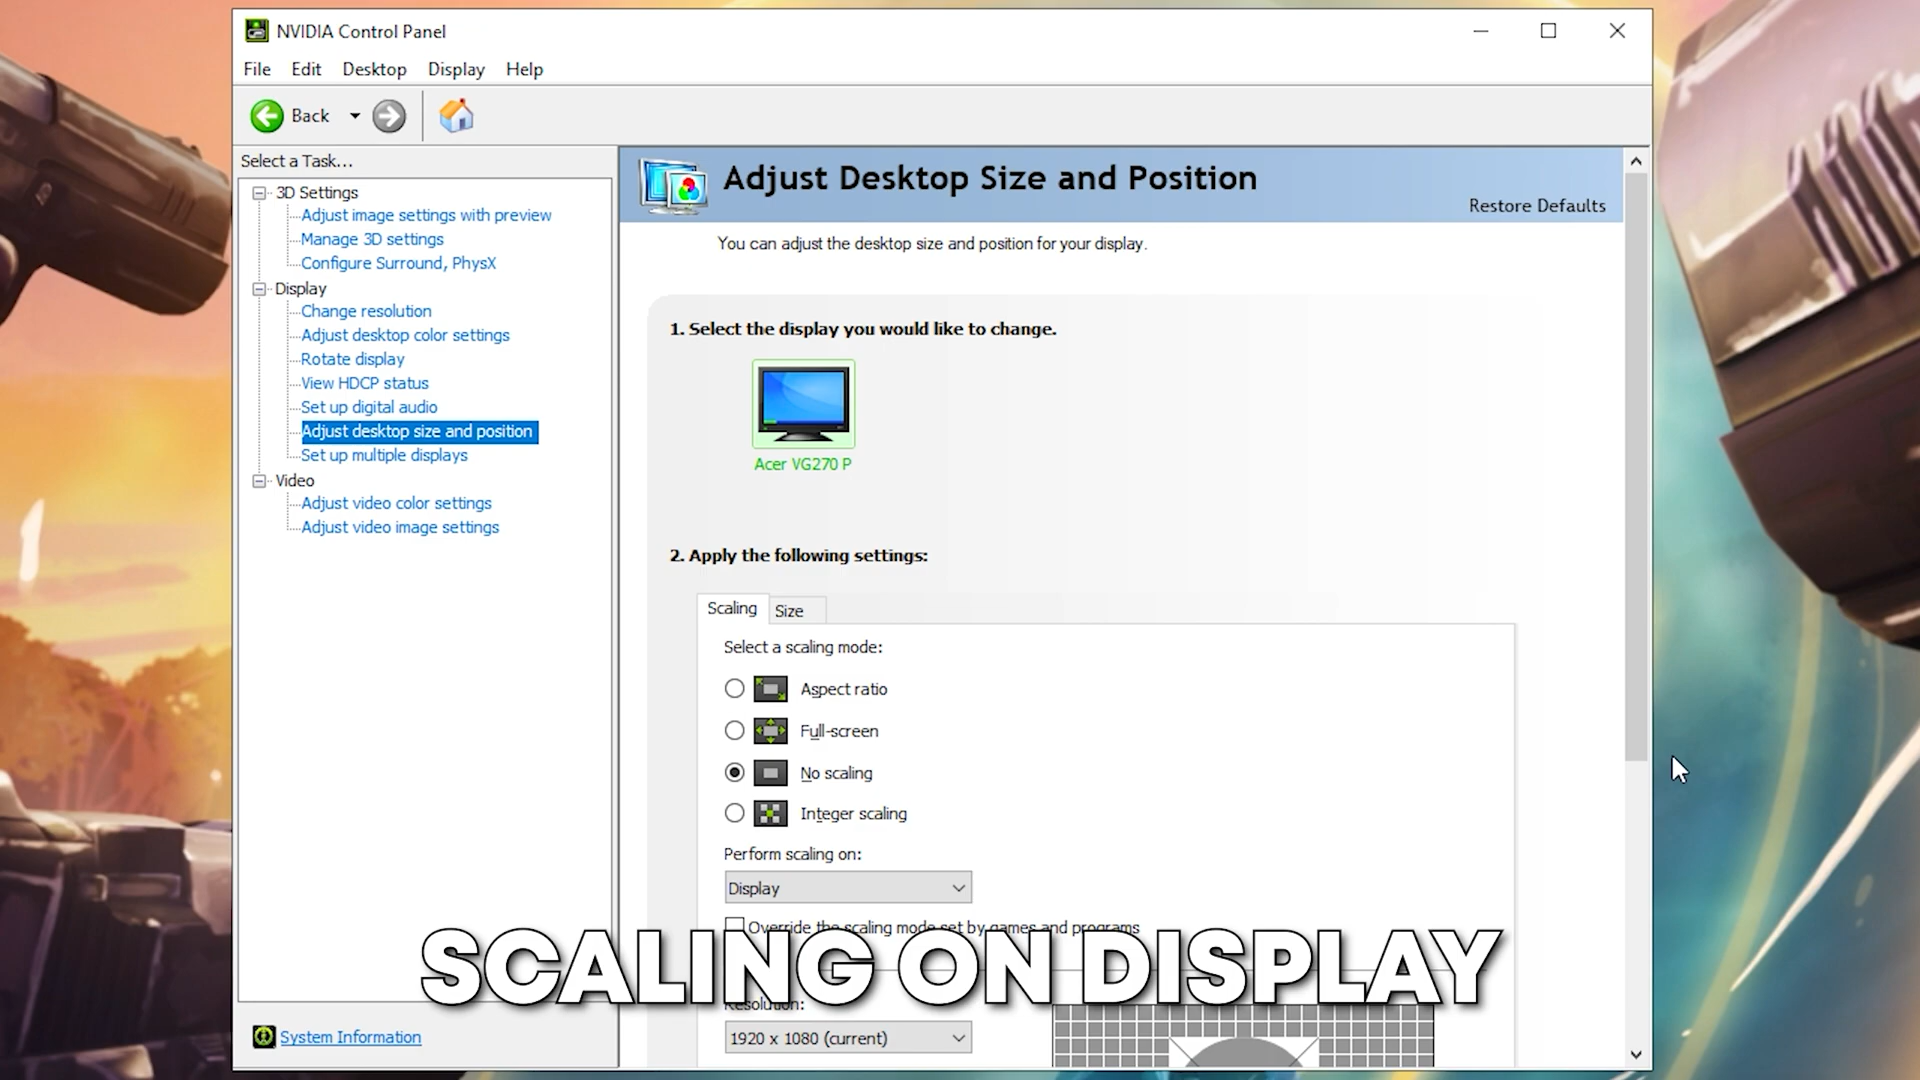 NVIDIA Control Panel
File Edit Desktop Display Help
Back
Select a Task...
3D Settings
Adjust image settings with preview
Manage 3D settings
Configure Surround, PhysX
Display
Change resolution
Adjust desktop color settings
Rotate display
View HDCP status
Set up digital audio
Adjust desktop size and position
Set up multiple displays
Video
Adjust video color settings
Adjust video image settings
System Information
Adjust Desktop Size and Position
Restore Defaults
You can adjust the desktop size and position for your display.
1. Select the display you would like to change.
Acer VG270 P
2. Apply the following settings:
Scaling Size
Select a scaling mode:
Aspect ratio
Full-screen
No scaling
Integer scaling
Perform scaling on:
Display
Override the scaling mode set by games and programs
SCALING ON DISPLAY
Resolution:
1920 x 1080 (current)